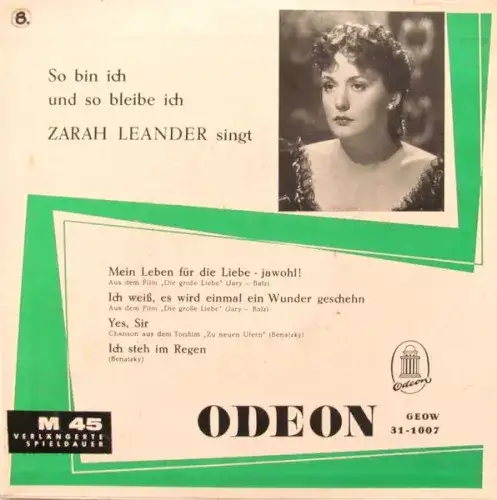 8.
So bin ich
und so bleibe ich
ZARAH LEANDER singt
Mein Leben für die Liebe - jawohl!
Aus dem Film „Die große Liebe" (Jary — Balz)
Ich weiß, es wird einmal ein Wunder geschehn
Aus dem Film „Die große Liebe" (Jary — Balz)
Yes, Sir
Chanson aus dem Tonfilm „Zu neuen Ufern" (Benatzky)
Ich steh im Regen
(Benatzky)
Odeon
M 45
VERLÄNGERTE
SPIELDAUER
ODEON
GEOW
31-1007